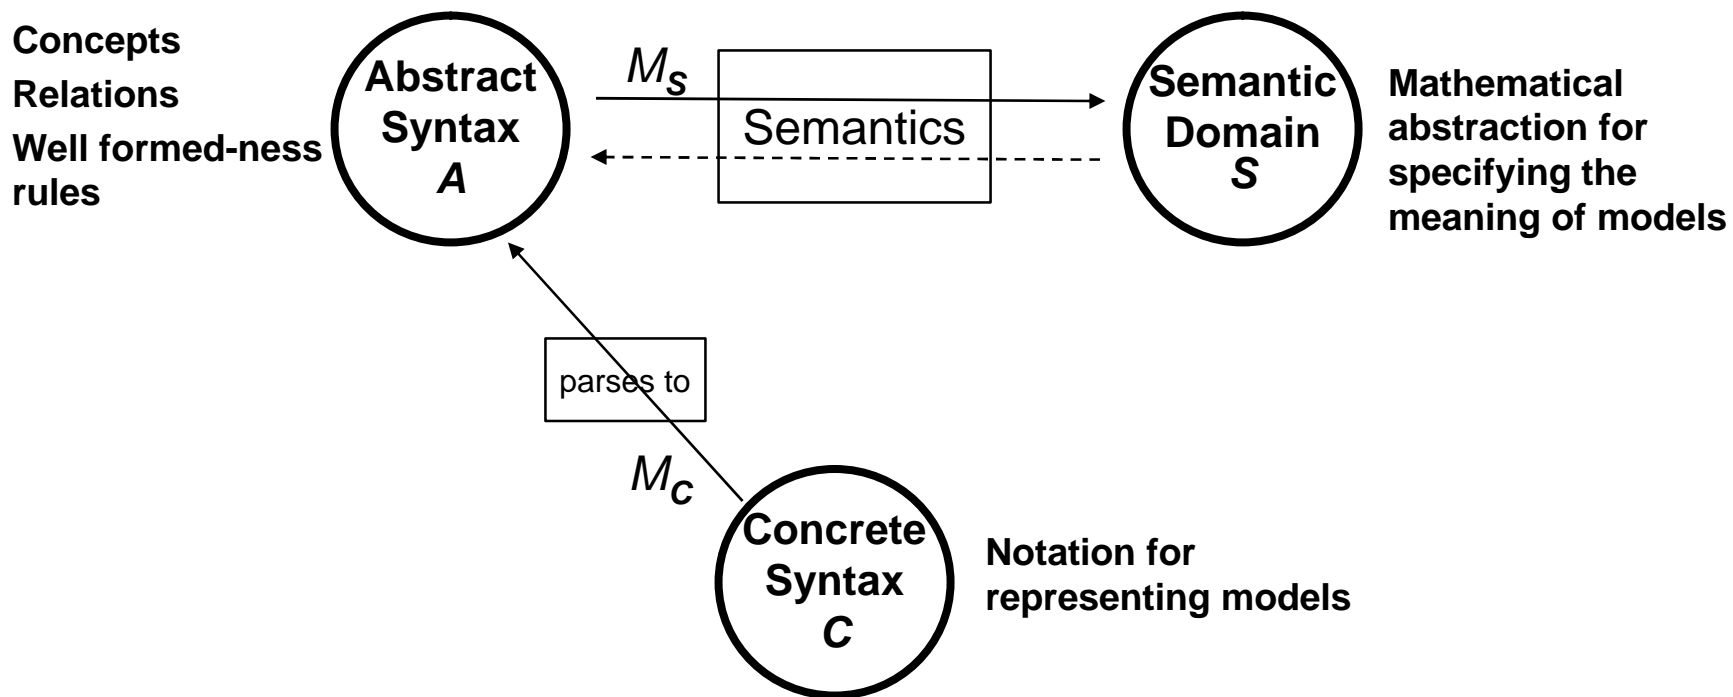 Concepts
Relations
Well formed-ness
rules
Abstract
Syntax
A
M_S
Semantics
Semantic
Domain
S
Mathematical
abstraction for
specifying the
meaning of models
parses to
M_C
Concrete
Syntax
C
Notation for
representing models